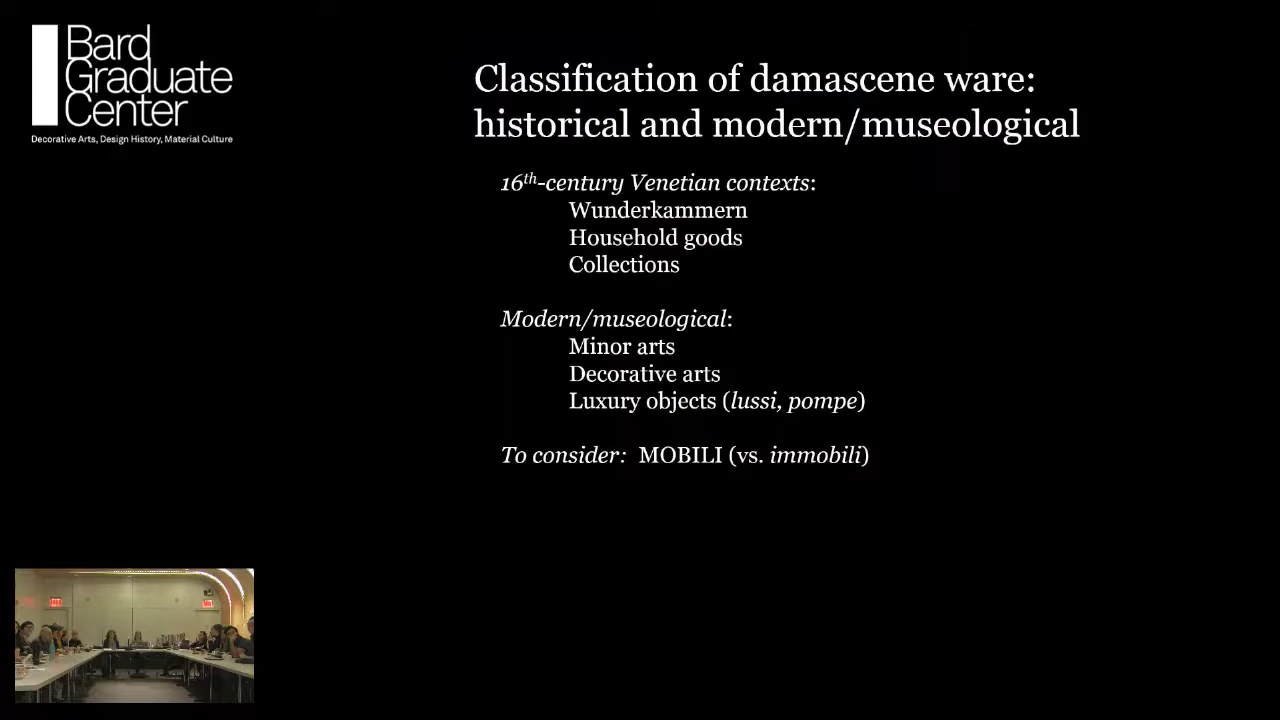 Bard
Graduate
Center
Decorative Arts, Design History, Material Culture
Classification of damascene ware:
historical and modern/museological
16th-century Venetian contexts:
Wunderkammern
Household goods
Collections
Modern/museological:
Minor arts
Decorative arts
Luxury objects (lussi, pompe)
To consider: MOBILI (vs. immobili)